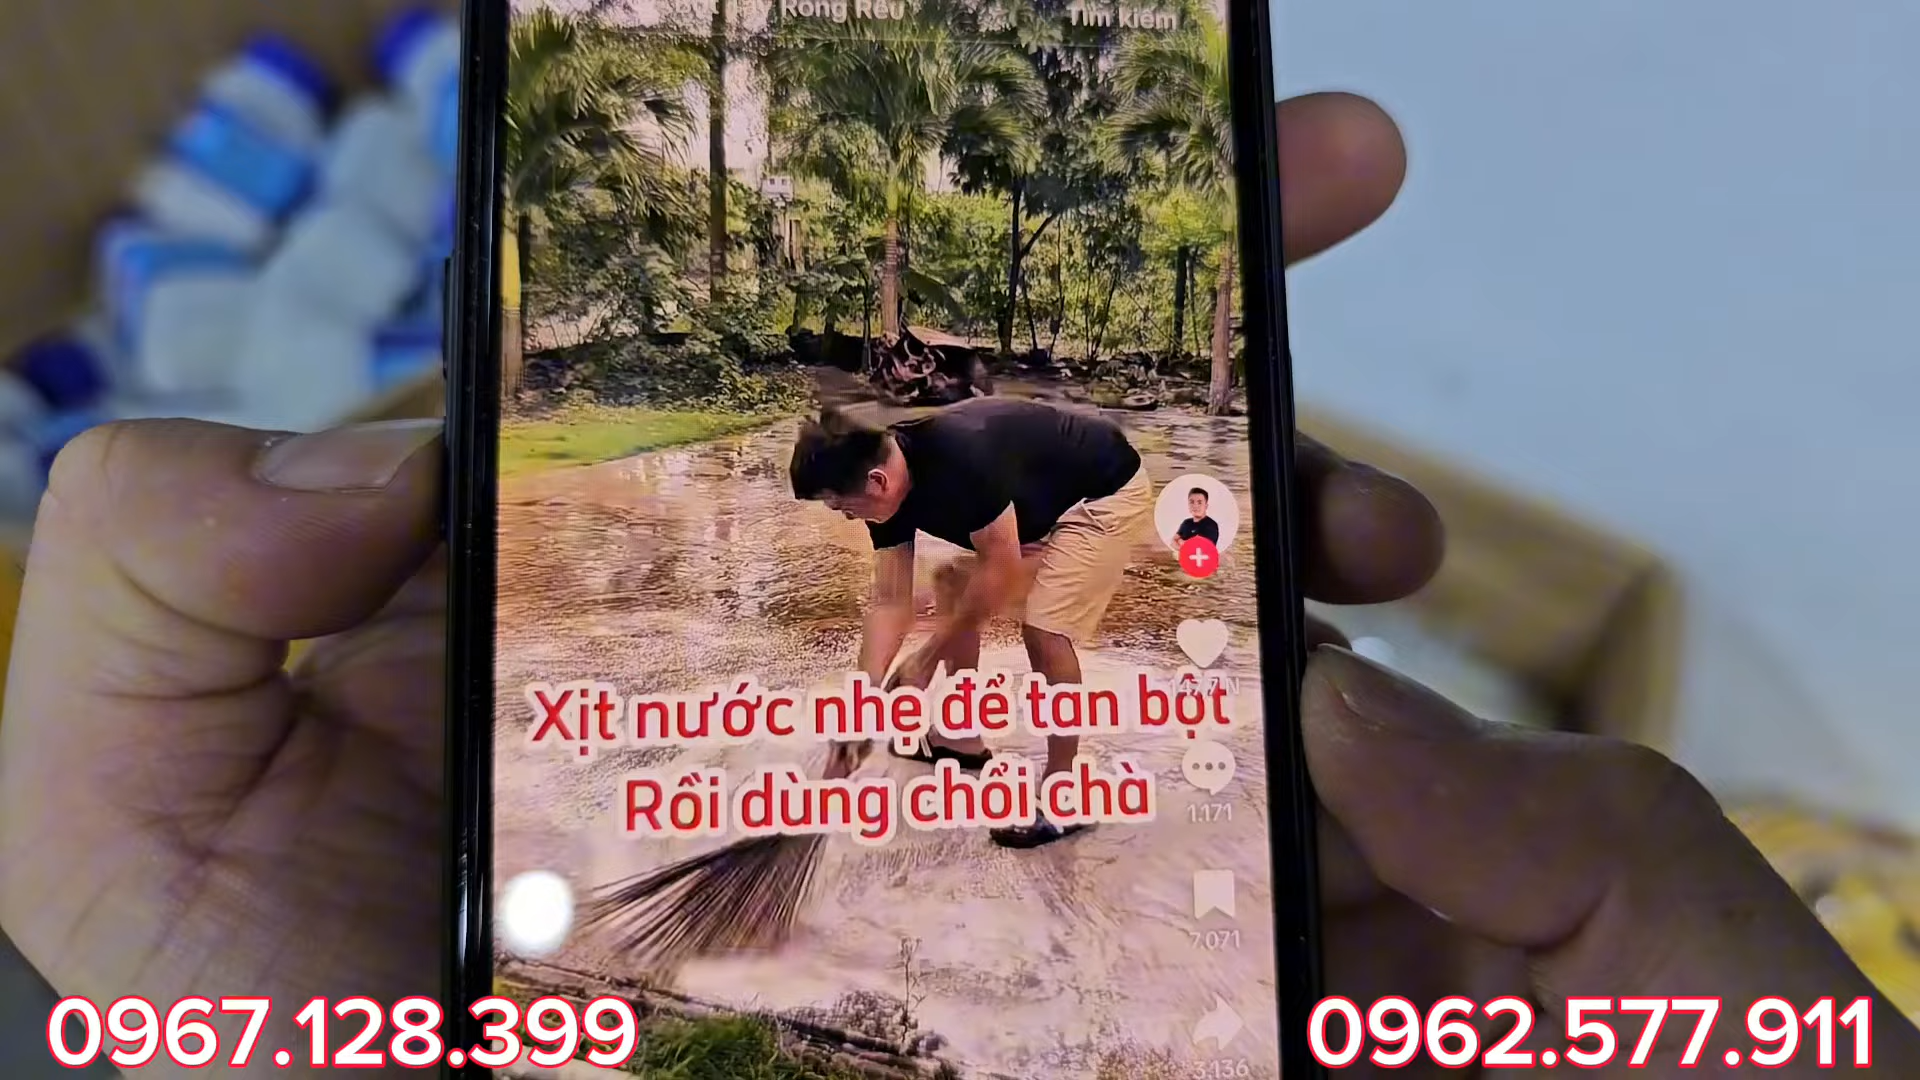 Rong Rêu
Tìm kiếm
Xịt nước nhẹ để tan bột
Rồi dùng chổi chà
1.171
7.071
3.136
0967.128.399
0962.577.911